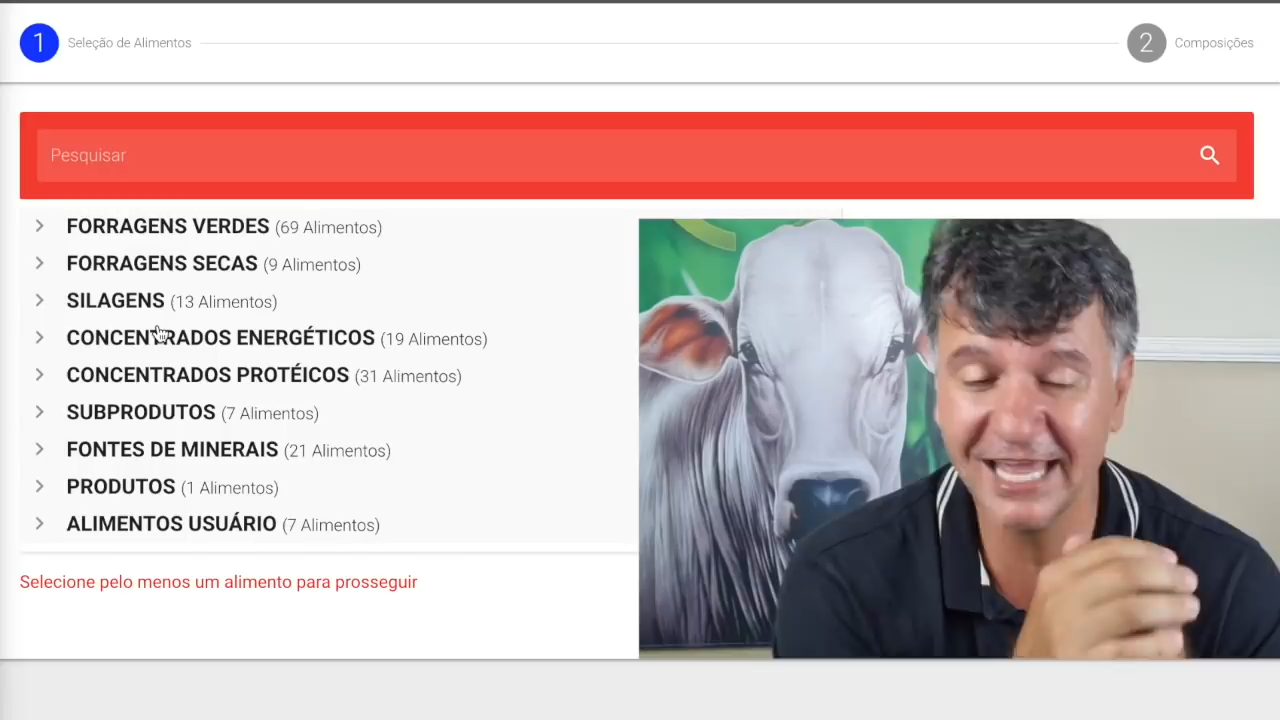 1 Seleção de Alimentos
2 Composições
Pesquisar
FORRAGENS VERDES (69 Alimentos)
FORRAGENS SECAS (9 Alimentos)
SILAGENS (13 Alimentos)
CONCENTRADOS ENERGÉTICOS (19 Alimentos)
CONCENTRADOS PROTÉICOS (31 Alimentos)
SUBPRODUTOS (7 Alimentos)
FONTES DE MINERAIS (21 Alimentos)
PRODUTOS (1 Alimentos)
ALIMENTOS USUÁRIO (7 Alimentos)
Selecione pelo menos um alimento para prosseguir